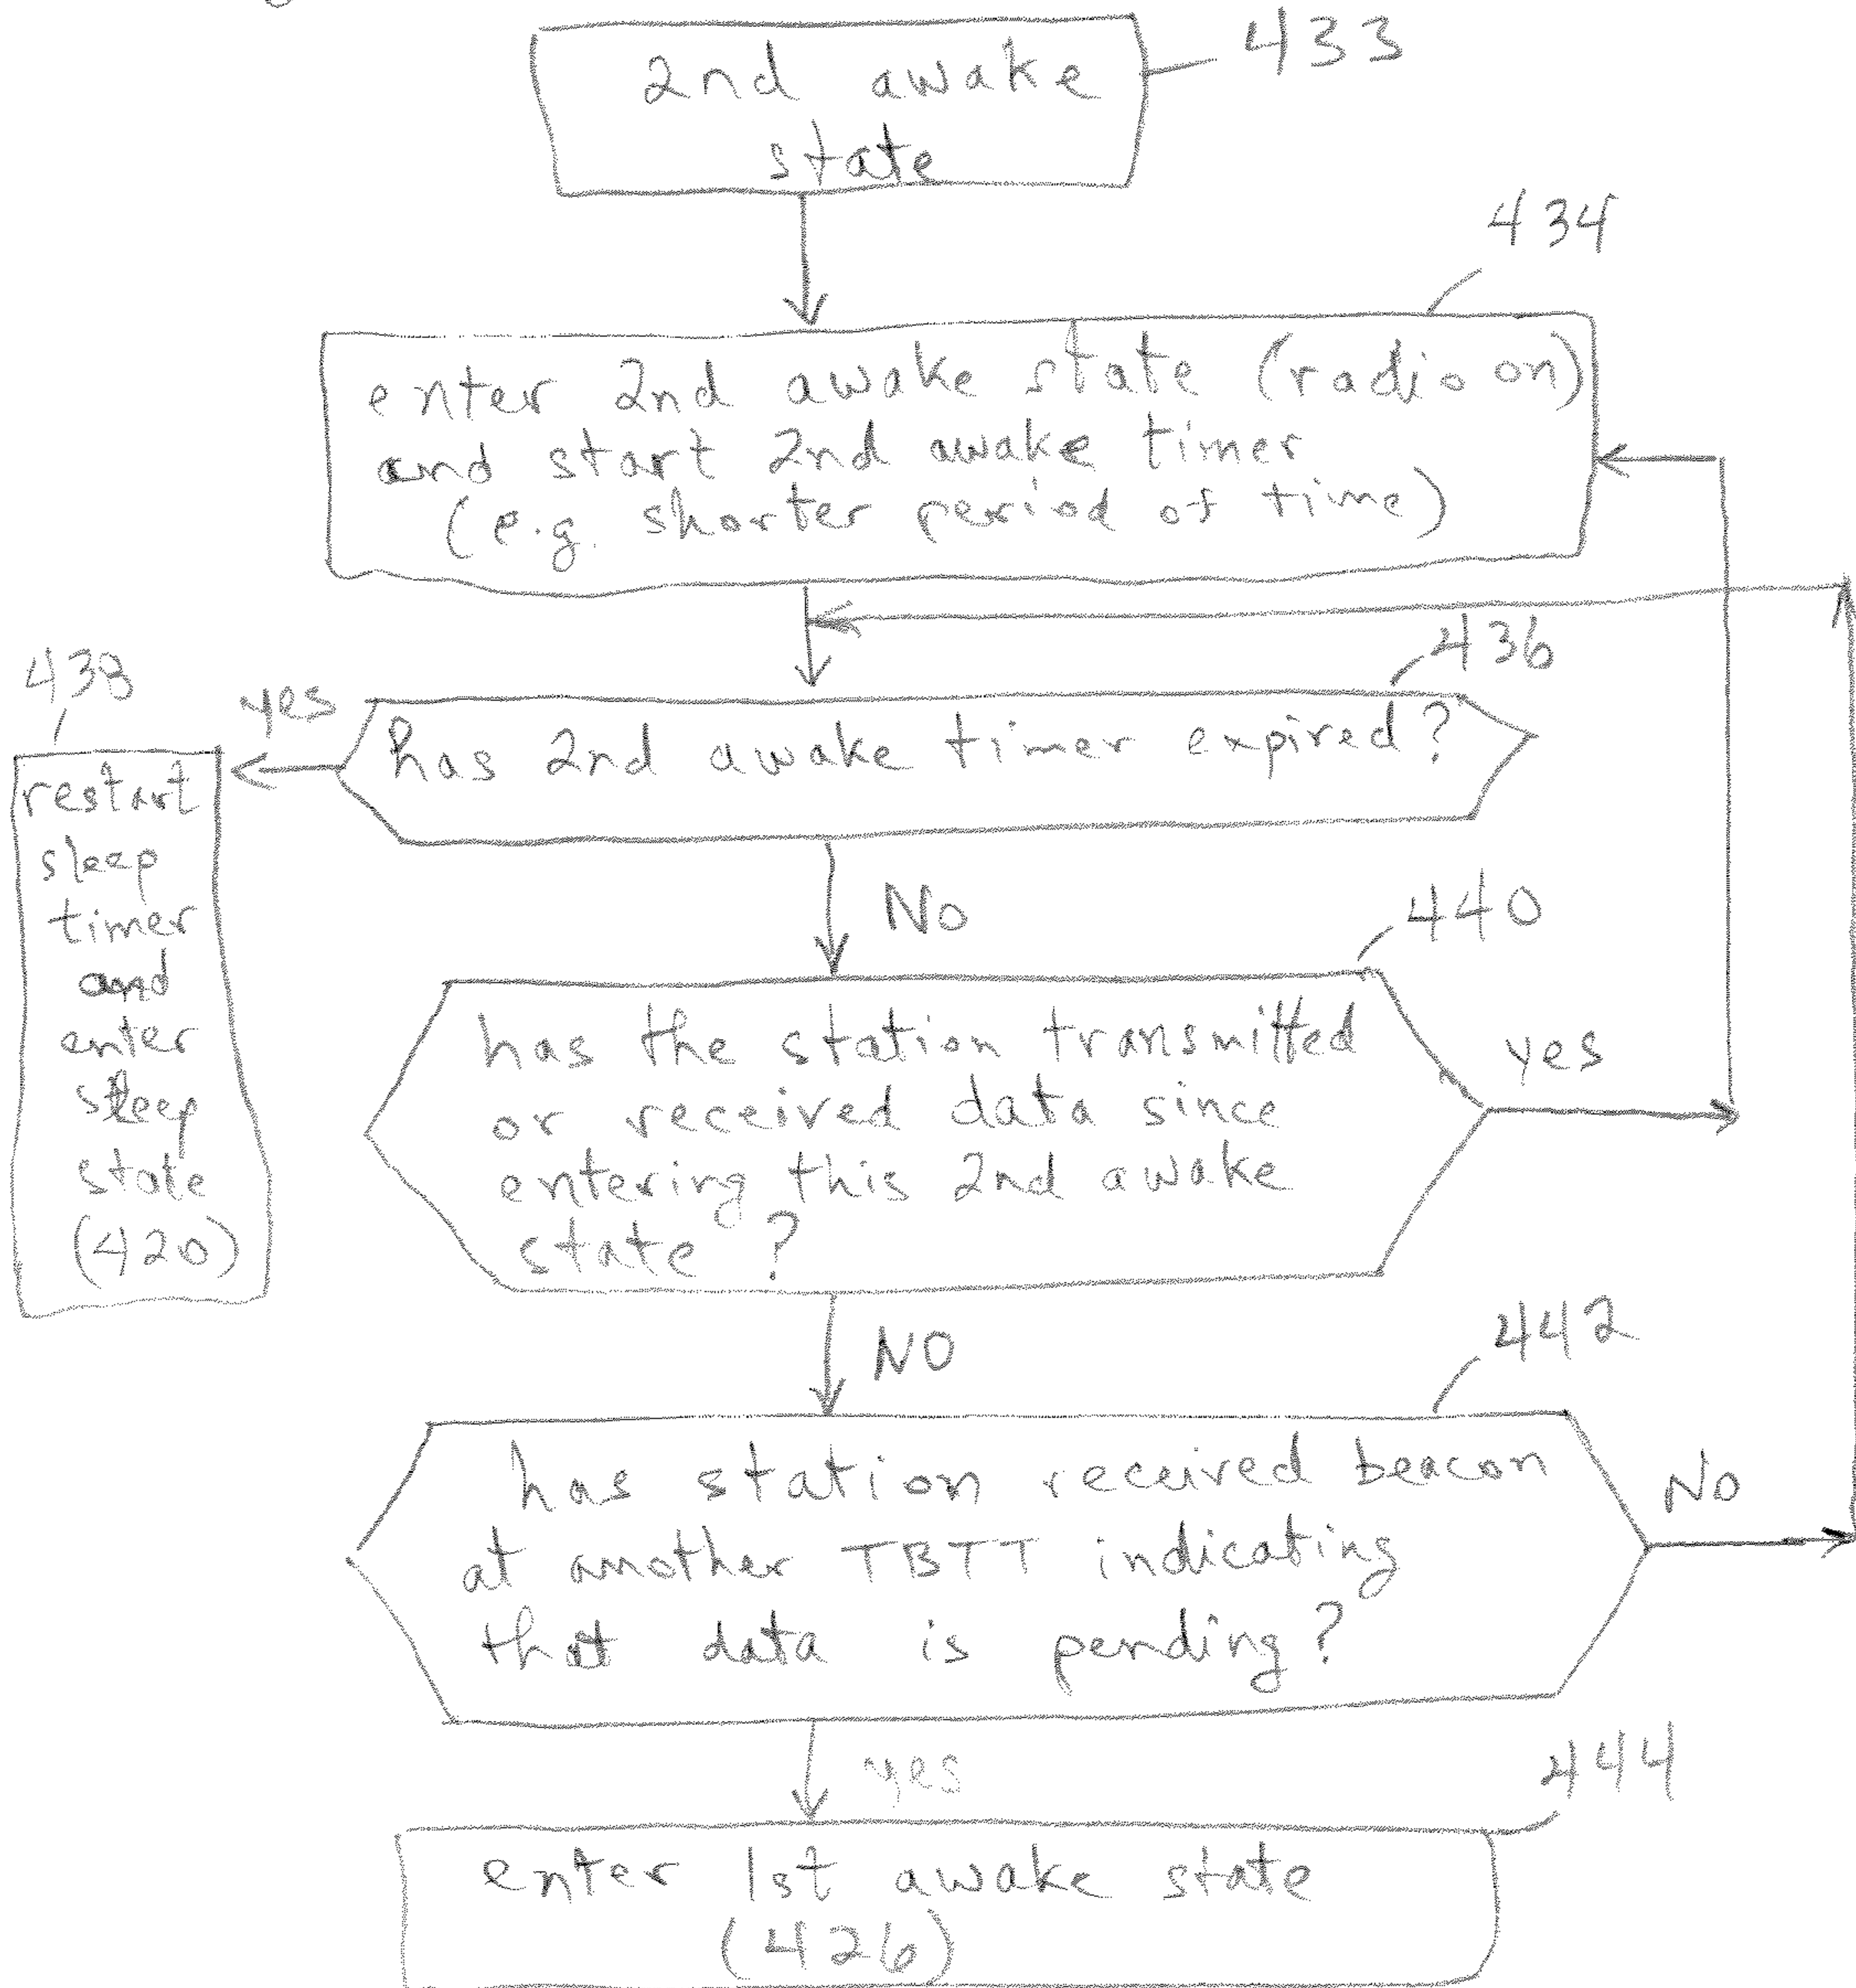 433
2nd awake
state
434
enter 2nd awake state (radio on)
and start 2nd awake timer
(e.g. shorter period of time)
436
438
yes
has 2nd awake timer expired?
restart
sleep
timer
and
enter
sleep
state
(420)
No
440
has the station transmitted
or received data since
entering this 2nd awake
state?
yes
NO
442
has station received beacon
at another TBTT indicating
that data is pending?
No
yes
444
enter 1st awake state
(426)